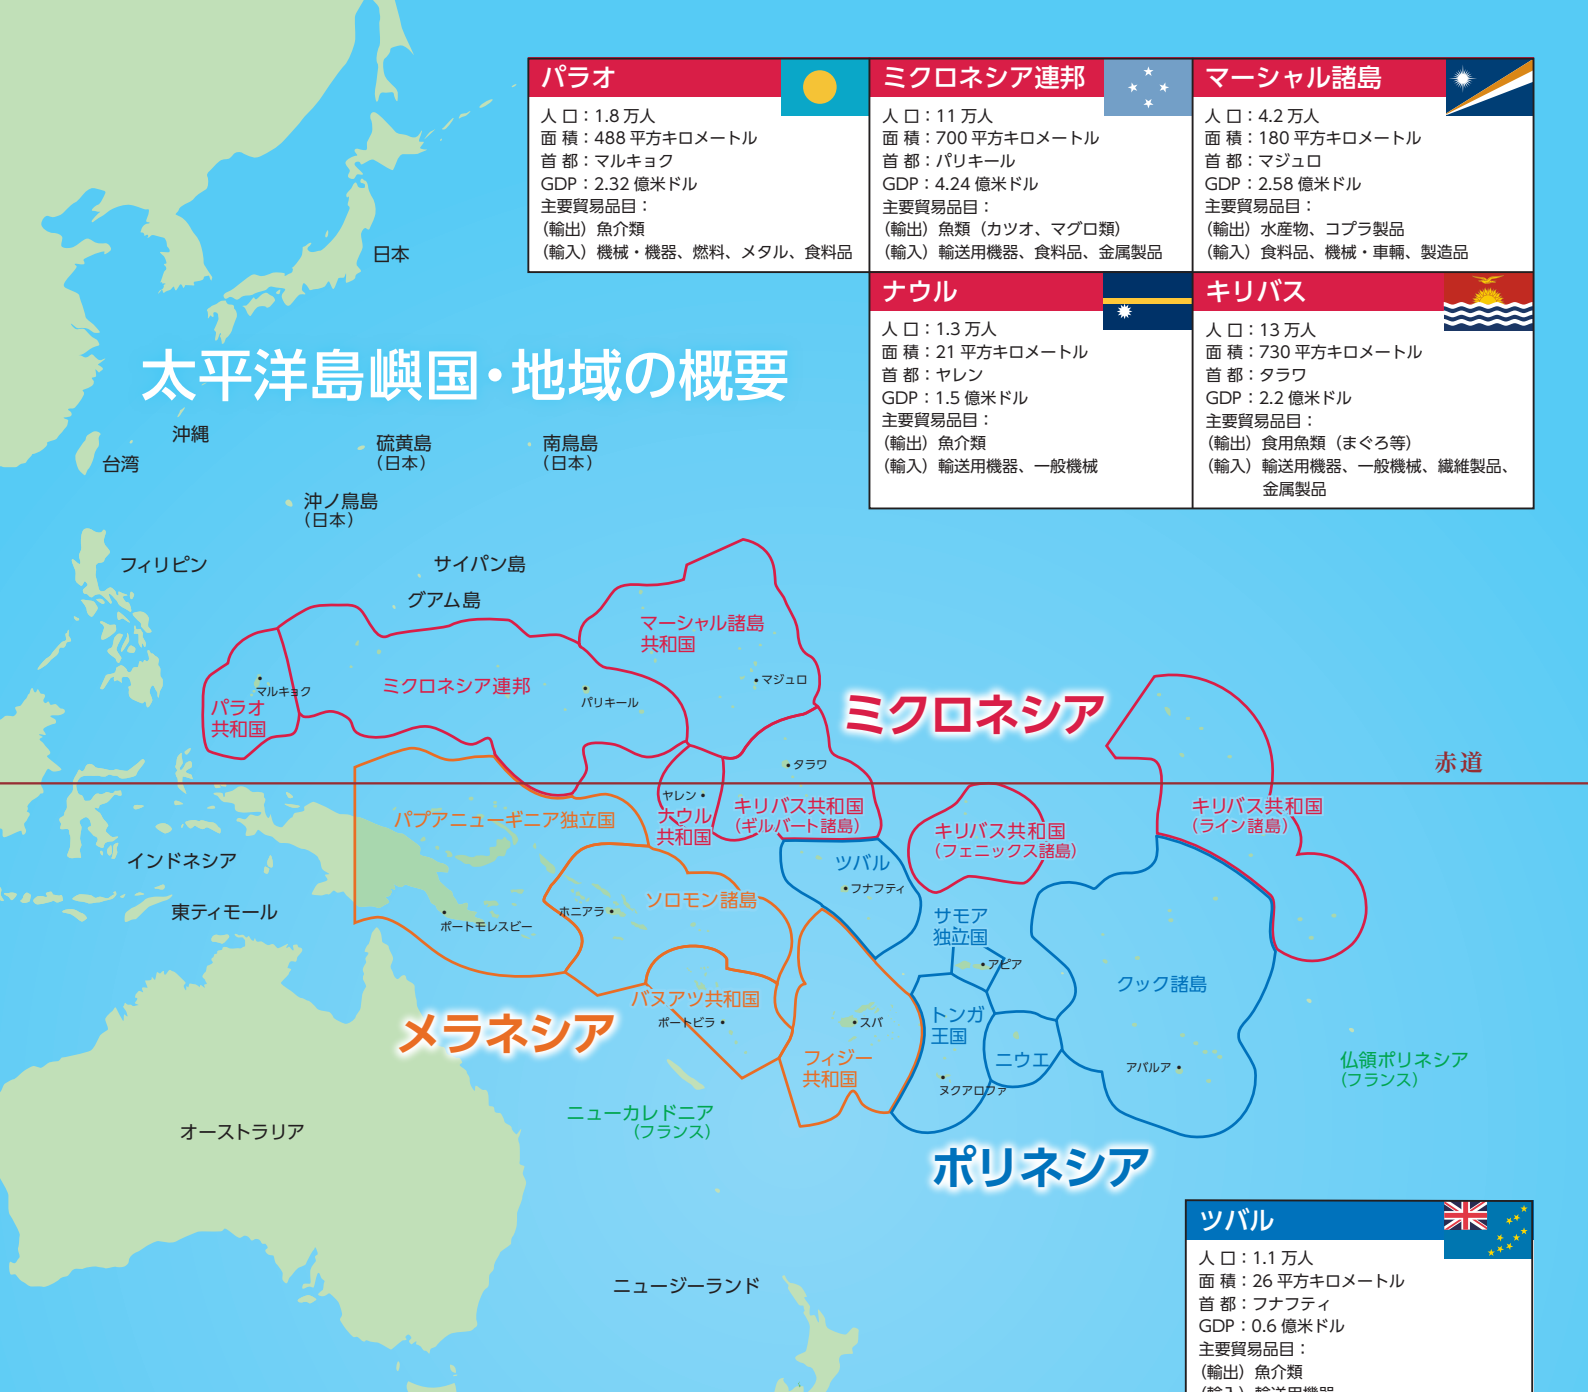 パラオ
人 口：1.8 万人
面 積：488 平方キロメートル
首 都：マルキョク
GDP：2.32 億米ドル
主要貿易品目：
（輸出）魚介類
（輸入）機械・機器、燃料、メタル、食料品
ミクロネシア連邦
人 口：11 万人
面 積：700 平方キロメートル
首 都：パリキール
GDP：4.24 億米ドル
主要貿易品目：
（輸出）魚類（カツオ、マグロ類）
（輸入）輸送用機器、食料品、金属製品
マーシャル諸島
人 口：4.2 万人
面 積：180 平方キロメートル
首 都：マジュロ
GDP：2.58 億米ドル
主要貿易品目：
（輸出）水産物、コプラ製品
（輸入）食料品、機械・車輛、製造品
ナウル
人 口：1.3 万人
面 積：21 平方キロメートル
首 都：ヤレン
GDP：1.5 億米ドル
主要貿易品目：
（輸出）魚介類
（輸入）輸送用機器、一般機械
キリバス
人 口：13 万人
面 積：730 平方キロメートル
首 都：タラワ
GDP：2.2 億米ドル
主要貿易品目：
（輸出）食用魚類（まぐろ等）
（輸入）輸送用機器、一般機械、繊維製品、
金属製品
日本
太平洋島嶼国・地域の概要
沖縄
台湾
硫黄島
（日本）
南鳥島
（日本）
沖ノ鳥島
（日本）
フィリピン
サイパン島
グアム島
マーシャル諸島
共和国
マジュロ
マルキョク
パラオ
共和国
ミクロネシア連邦
パリキール
ミクロネシア
赤道
タラワ
ヤレン
ナウル
共和国
キリバス共和国
（ギルバート諸島）
キリバス共和国
（フェニックス諸島）
キリバス共和国
（ライン諸島）
パプアニューギニア独立国
インドネシア
東ティモール
ポートモレスビー
ホニアラ
ソロモン諸島
ツバル
フナフティ
サモア
独立国
アピア
クック諸島
バヌアツ共和国
ポートビラ
メラネシア
スバ
フィジー
共和国
トンガ
王国
ニウエ
ヌクアロファ
アバルア
仏領ポリネシア
（フランス）
ニューカレドニア
（フランス）
オーストラリア
ポリネシア
ニュージーランド
ツバル
人 口：1.1 万人
面 積：26 平方キロメートル
首 都：フナフティ
GDP：0.6 億米ドル
主要貿易品目：
（輸出）魚介類
（輸入）輸送用機器